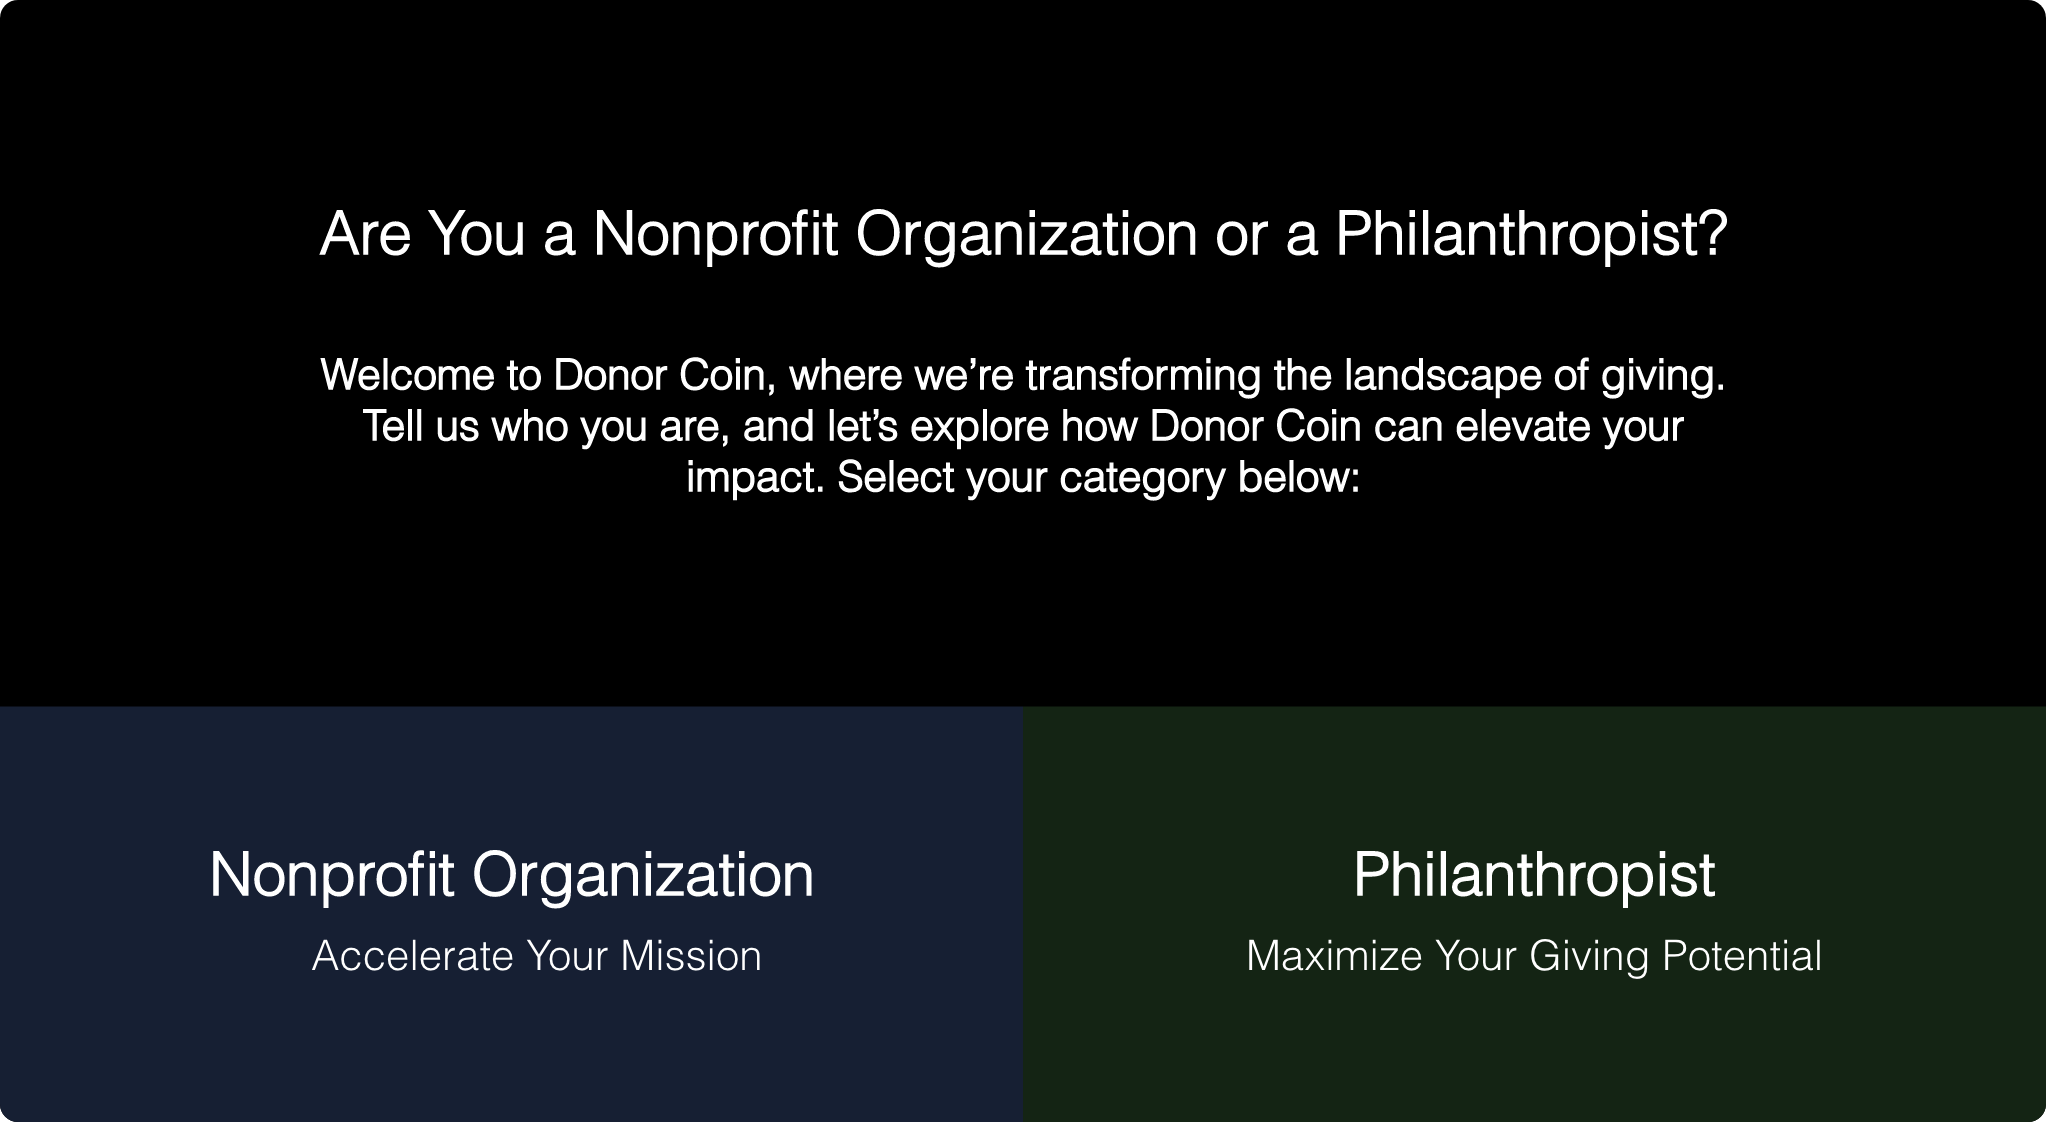 Are You a Nonprofit Organization or a Philanthropist?
Welcome to Donor Coin, where we’re transforming the landscape of giving.
Tell us who you are, and let’s explore how Donor Coin can elevate your
impact. Select your category below:
Nonprofit Organization
Accelerate Your Mission
Philanthropist
Maximize Your Giving Potential